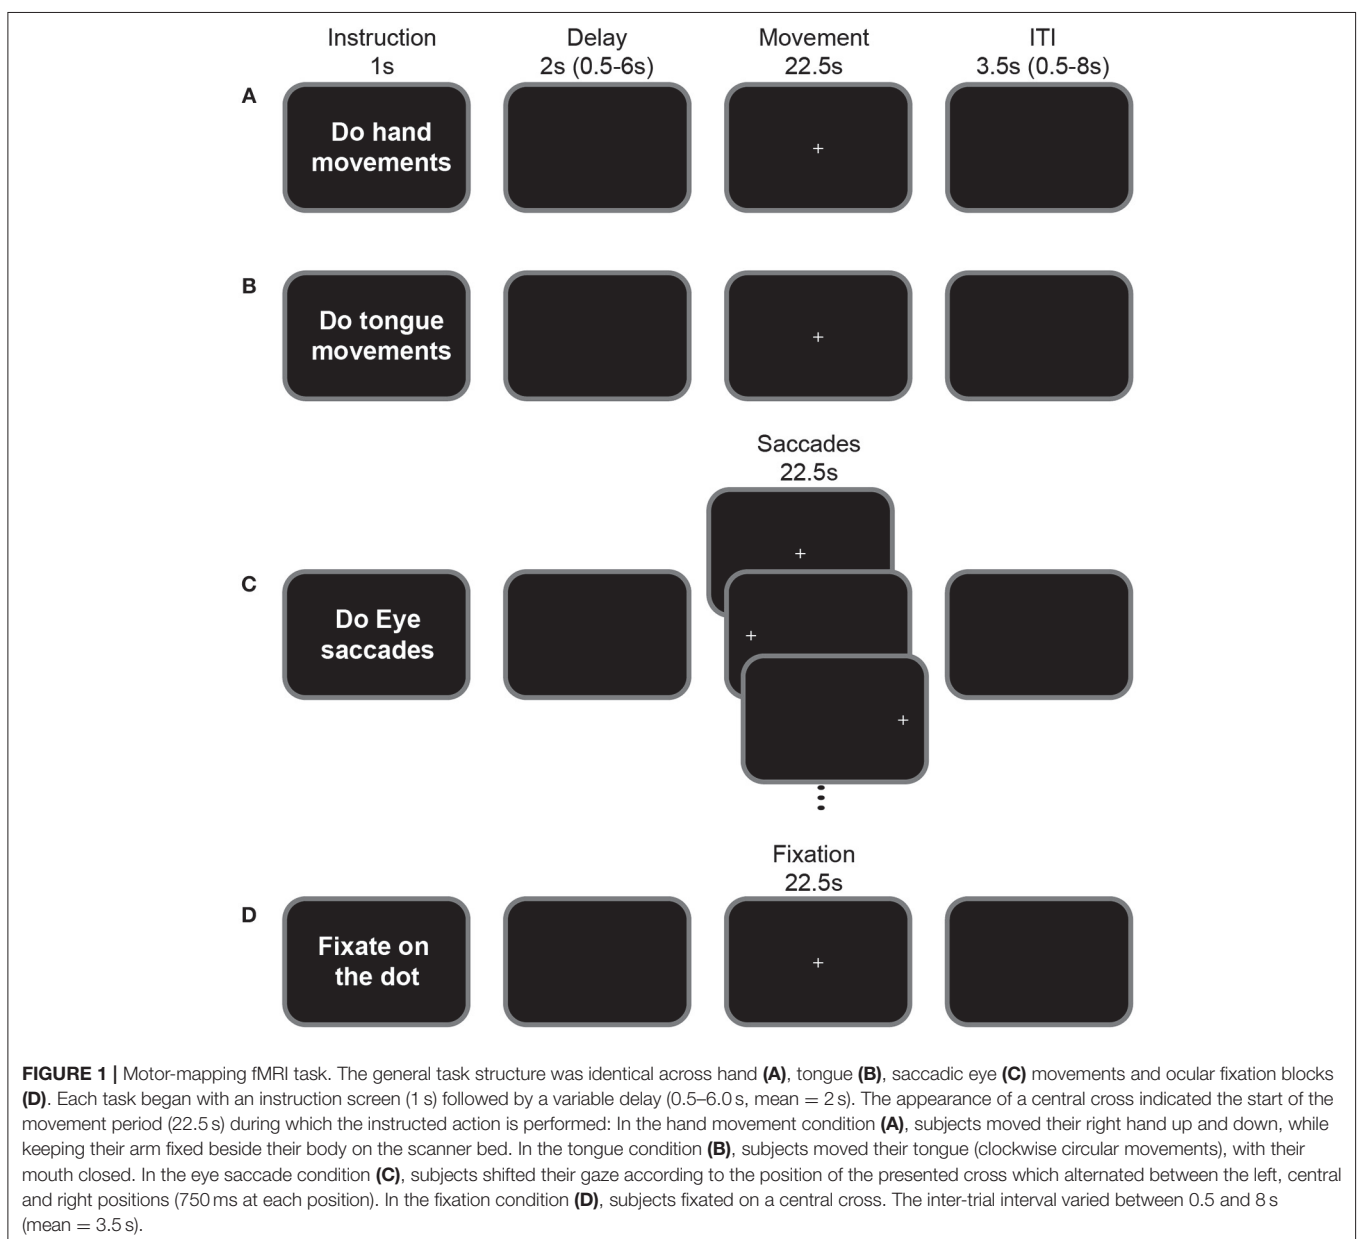 Instruction Delay Movement ITI
1s 2s (0.5-6s) 22.5s 3.5s (0.5-8s)
A
Do hand
movements
+
B
Do tongue
movements
+
Saccades
22.5s
+
C
Do Eye
saccades
+
+
Fixation
22.5s
D
Fixate on
the dot
+
FIGURE 1 | Motor-mapping fMRI task. The general task structure was identical across hand (A), tongue (B), saccadic eye (C) movements and ocular fixation blocks
(D). Each task began with an instruction screen (1 s) followed by a variable delay (0.5–6.0 s, mean = 2 s). The appearance of a central cross indicated the start of the
movement period (22.5 s) during which the instructed action is performed: In the hand movement condition (A), subjects moved their right hand up and down, while
keeping their arm fixed beside their body on the scanner bed. In the tongue condition (B), subjects moved their tongue (clockwise circular movements), with their
mouth closed. In the eye saccade condition (C), subjects shifted their gaze according to the position of the presented cross which alternated between the left, central
and right positions (750 ms at each position). In the fixation condition (D), subjects fixated on a central cross. The inter-trial interval varied between 0.5 and 8 s
(mean = 3.5 s).